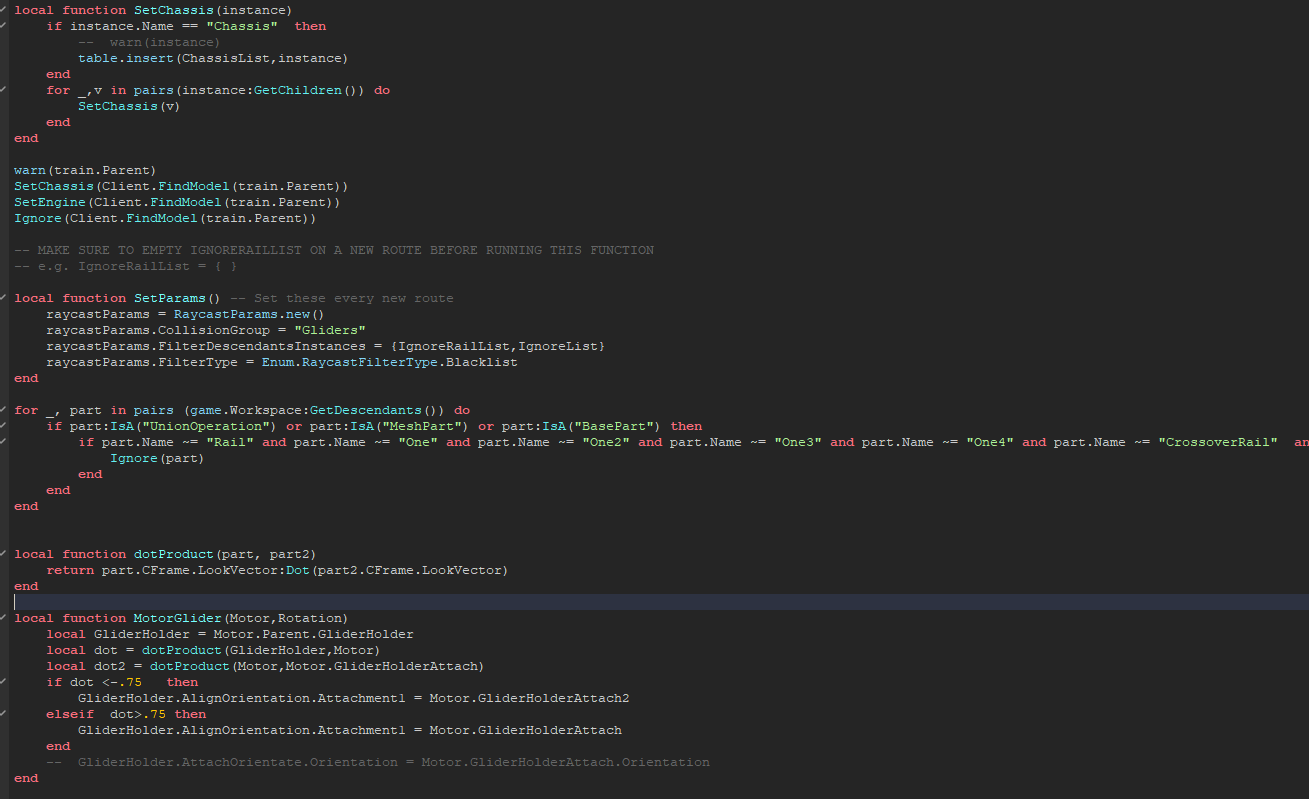 local function SetChassis(instance)
    if instance.Name == "Chassis"  then
        --  warn(instance)
        table.insert(ChassisList,instance)
    end
    for _,v in pairs(instance:GetChildren()) do
        SetChassis(v)
    end
end
warn(train.Parent)
SetChassis(Client.FindModel(train.Parent))
SetEngine(Client.FindModel(train.Parent))
Ignore(Client.FindModel(train.Parent))
-- MAKE SURE TO EMPTY IGNORERAILLIST ON A NEW ROUTE BEFORE RUNNING THIS FUNCTION
-- e.g. IgnoreRailList = { }
local function SetParams() -- Set these every new route
    raycastParams = RaycastParams.new()
    raycastParams.CollisionGroup = "Gliders"
    raycastParams.FilterDescendantsInstances = {IgnoreRailList,IgnoreList}
    raycastParams.FilterType = Enum.RaycastFilterType.Blacklist
end
for _, part in pairs (game.Workspace:GetDescendants()) do
    if part:IsA("UnionOperation") or part:IsA("MeshPart") or part:IsA("BasePart") then
        if part.Name ~= "Rail" and part.Name ~= "One" and part.Name ~= "One2" and part.Name ~= "One3" and part.Name ~= "One4" and part.Name ~= "CrossoverRail"  an
            Ignore(part)
        end
    end
end
local function dotProduct(part, part2)
    return part.CFrame.LookVector:Dot(part2.CFrame.LookVector)
end
local function MotorGlider(Motor,Rotation)
    local GliderHolder = Motor.Parent.GliderHolder
    local dot = dotProduct(GliderHolder,Motor)
    local dot2 = dotProduct(Motor,Motor.GliderHolderAttach)
    if dot <-.75   then
        GliderHolder.AlignOrientation.Attachment1 = Motor.GliderHolderAttach2
    elseif  dot>.75 then
        GliderHolder.AlignOrientation.Attachment1 = Motor.GliderHolderAttach
    end
    --  GliderHolder.AttachOrientate.Orientation = Motor.GliderHolderAttach.Orientation
end